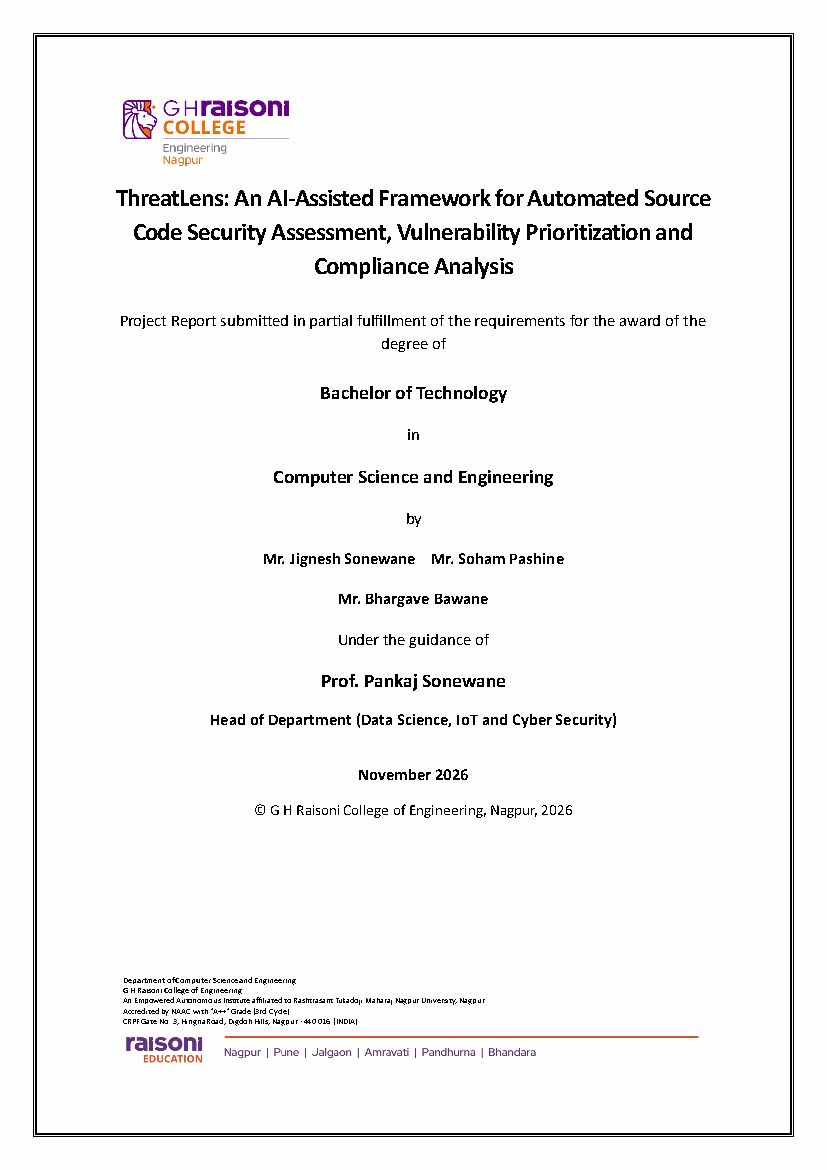 GHraisoni
COLLEGE
Engineering
Nagpur
ThreatLens: An AI-Assisted Framework for Automated Source
Code Security Assessment, Vulnerability Prioritization and
Compliance Analysis
Project Report submitted in partial fulfillment of the requirements for the award of the
degree of
Bachelor of Technology
in
Computer Science and Engineering
by
Mr. Jignesh Sonewane Mr. Soham Pashine
Mr. Bhargave Bawane
Under the guidance of
Prof. Pankaj Sonewane
Head of Department (Data Science, IoT and Cyber Security)
November 2026
© G H Raisoni College of Engineering, Nagpur, 2026
Department of Computer Science and Engineering
G H Raisoni College of Engineering
An Empowered Autonomous Institute affiliated to Rashtrasant Tukadoji Maharaj Nagpur University, Nagpur
Accredited by NAAC with "A++" Grade (3rd Cycle)
CRPF Gate No. 3, Hingna Road, Digdoh Hills, Nagpur - 440 016 (INDIA)
raisoni
EDUCATION
Nagpur | Pune | Jalgaon | Amravati | Pandhurna | Bhandara